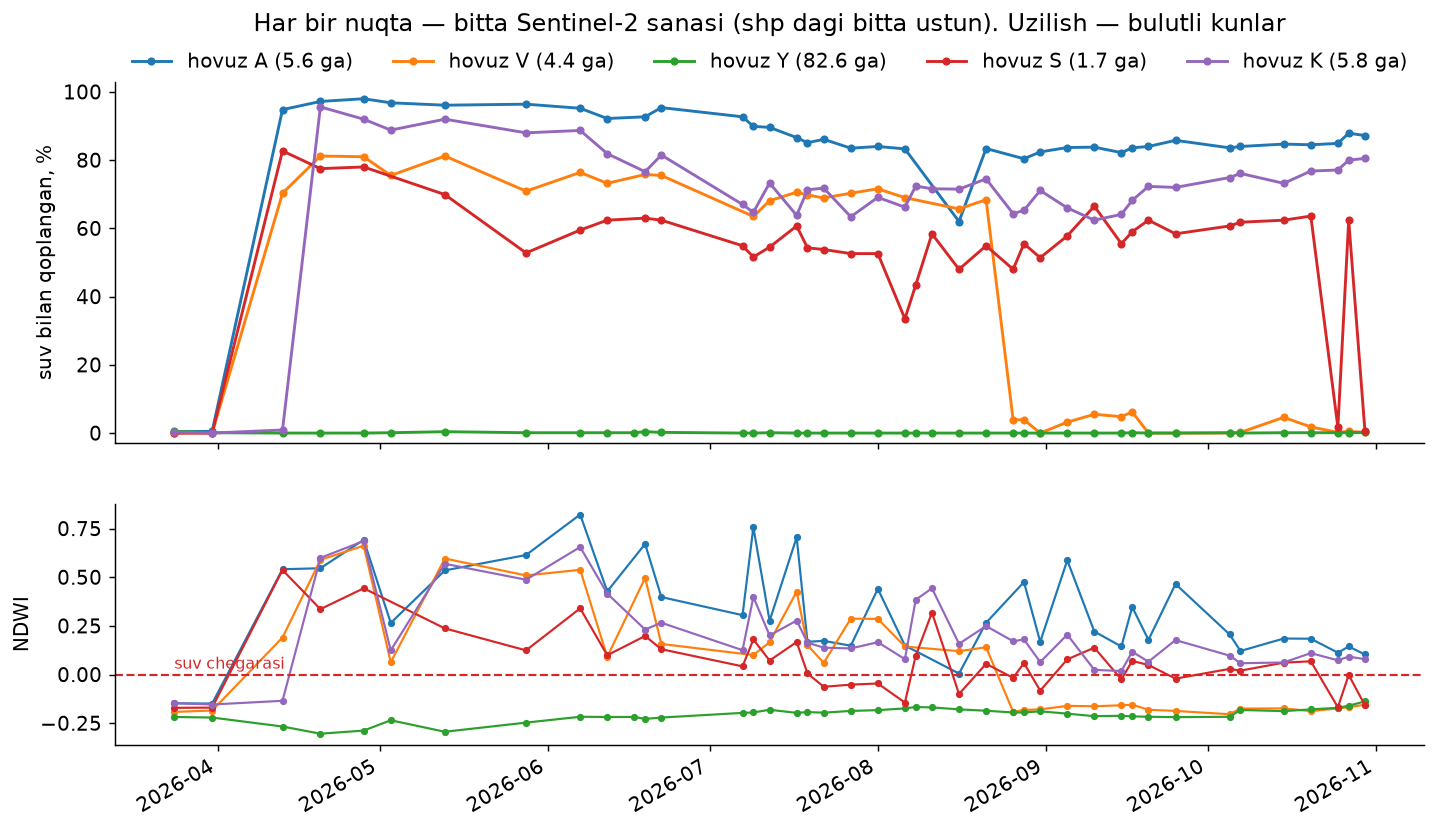 Har bir nuqta — bitta Sentinel-2 sanasi (shp dagi bitta ustun). Uzilish — bulutli kunlar
hovuz A (5.6 ga) hovuz V (4.4 ga) hovuz Y (82.6 ga) hovuz S (1.7 ga) hovuz K (5.8 ga)
suv bilan qoplangan, %
100
80
60
40
20
0
NDWI
0.75
0.50
0.25
0.00
−0.25
suv chegarasi
2026-04 2026-05 2026-06 2026-07 2026-08 2026-09 2026-10 2026-11